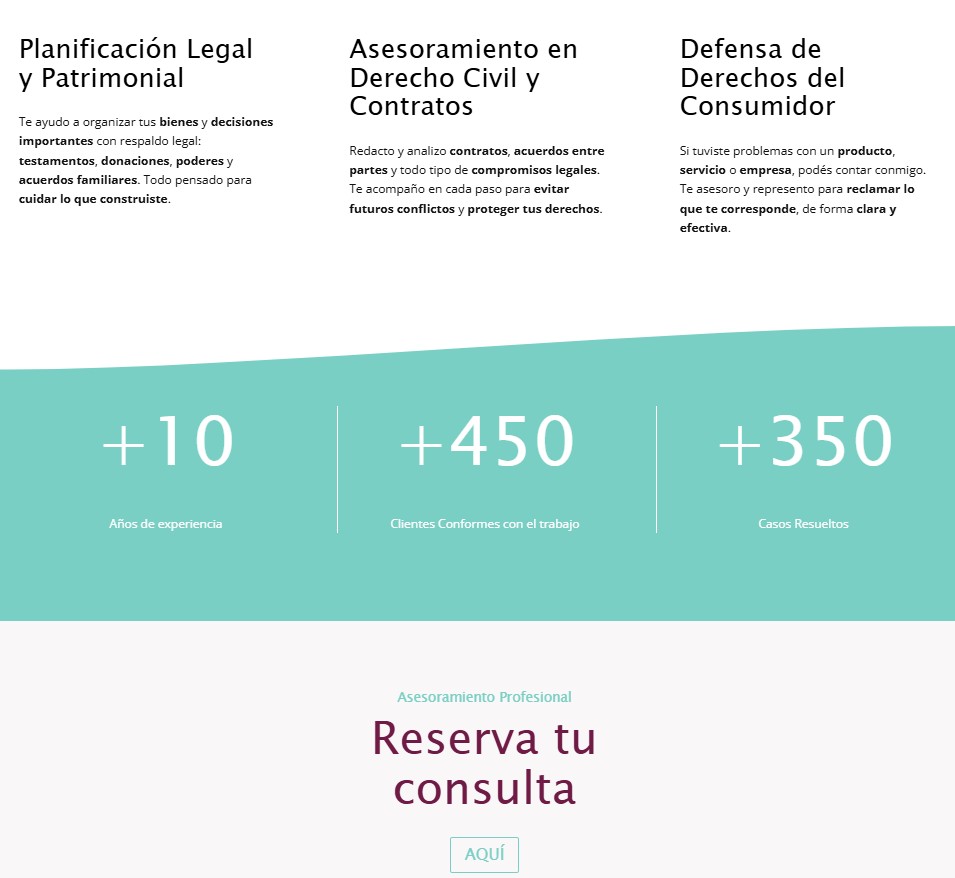 Planificación Legal
y Patrimonial
Te ayudo a organizar tus bienes y decisiones
importantes con respaldo legal:
testamentos, donaciones, poderes y
acuerdos familiares. Todo pensado para
cuidar lo que construiste.
Asesoramiento en
Derecho Civil y
Contratos
Redacto y analizo contratos, acuerdos entre
partes y todo tipo de compromisos legales.
Te acompaño en cada paso para evitar
futuros conflictos y proteger tus derechos.
Defensa de
Derechos del
Consumidor
Si tuviste problemas con un producto,
servicio o empresa, podés contar conmigo.
Te asesoro y represento para reclamar lo
que te corresponde, de forma clara y
efectiva.
+10
Años de experiencia
+450
Clientes Conformes con el trabajo
+350
Casos Resueltos
Asesoramiento Profesional
Reserva tu
consulta
AQUÍ